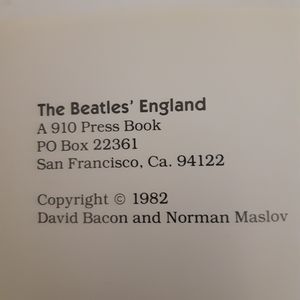 The Beatles' England
A 910 Press Book
PO Box 22361
San Francisco, Ca. 94122
Copyright © 1982
David Bacon and Norman Maslov